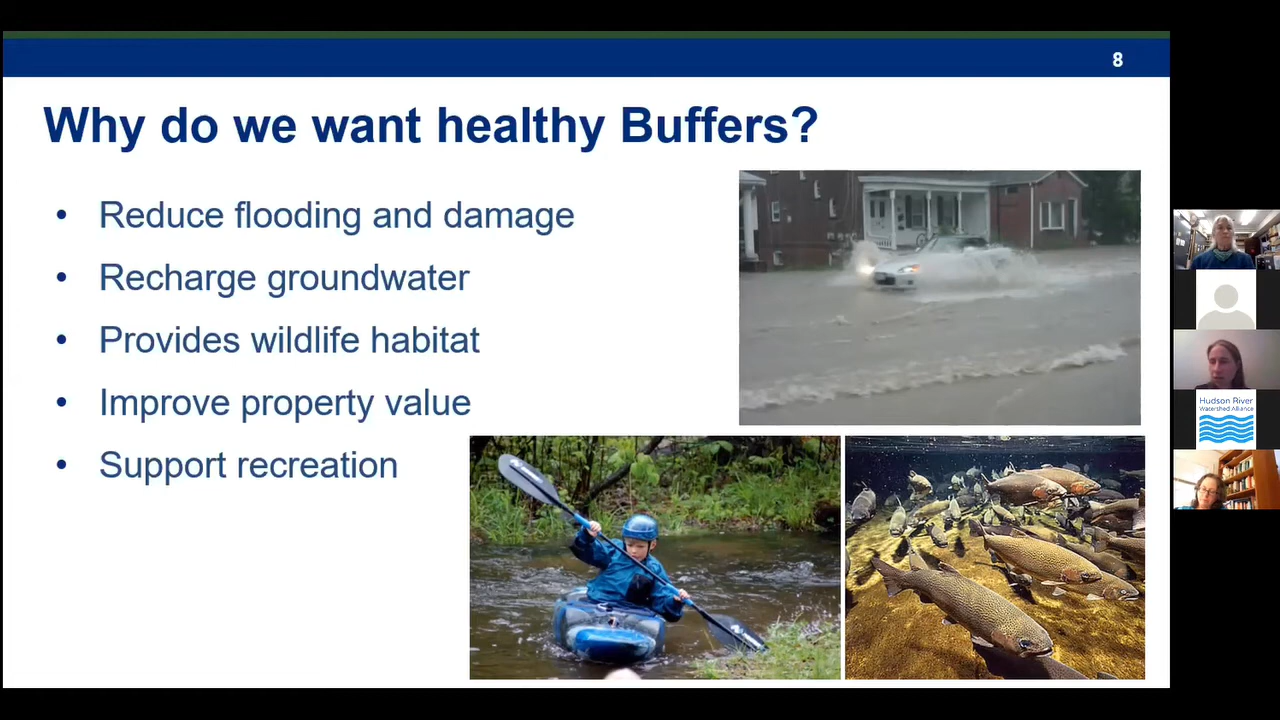 8
Why do we want healthy Buffers?
• Reduce flooding and damage
• Recharge groundwater
• Provides wildlife habitat
• Improve property value
• Support recreation
Hudson River
Watershed Alliance